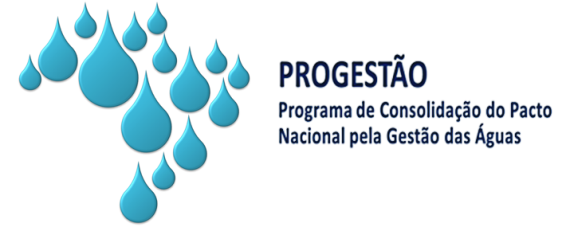 PROGESTÃO
Programa de Consolidação do Pacto
Nacional pela Gestão das Águas